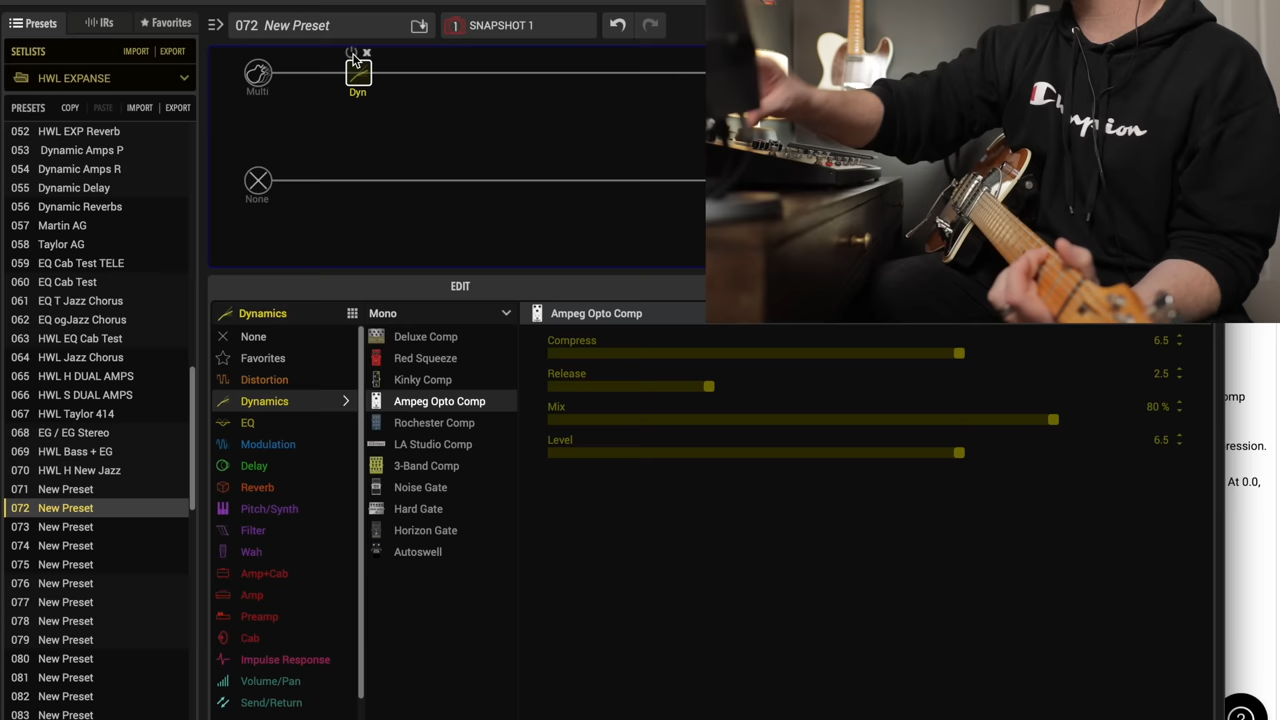 Presets IRs Favorites
SETLISTS IMPORT EXPORT
HWL EXPANSE
PRESETS COPY PASTE IMPORT EXPORT
052 HWL EXP Reverb
053 Dynamic Amps P
054 Dynamic Amps R
055 Dynamic Delay
056 Dynamic Reverbs
057 Martin AG
058 Taylor AG
059 EQ Cab Test TELE
060 EQ Cab Test
061 EQ T Jazz Chorus
062 EQ ogJazz Chorus
063 HWL EQ Cab Test
064 HWL Jazz Chorus
065 HWL H DUAL AMPS
066 HWL S DUAL AMPS
067 HWL Taylor 414
068 EG / EG Stereo
069 HWL Bass + EG
070 HWL H New Jazz
071 New Preset
072 New Preset
073 New Preset
074 New Preset
075 New Preset
076 New Preset
077 New Preset
078 New Preset
079 New Preset
080 New Preset
081 New Preset
082 New Preset
083 New Preset
072 New Preset
1 SNAPSHOT 1
Multi
Dyn
None
EDIT
Dynamics
None
Favorites
Distortion
Dynamics
EQ
Modulation
Delay
Reverb
Pitch/Synth
Filter
Wah
Amp+Cab
Amp
Preamp
Cab
Impulse Response
Volume/Pan
Send/Return
Mono
Deluxe Comp
Red Squeeze
Kinky Comp
Ampeg Opto Comp
Rochester Comp
LA Studio Comp
3-Band Comp
Noise Gate
Hard Gate
Horizon Gate
Autoswell
Ampeg Opto Comp
Compress 6.5
Release 2.5
Mix 80 %
Level 6.5
Champion
omp
ression.
At 0.0,
?